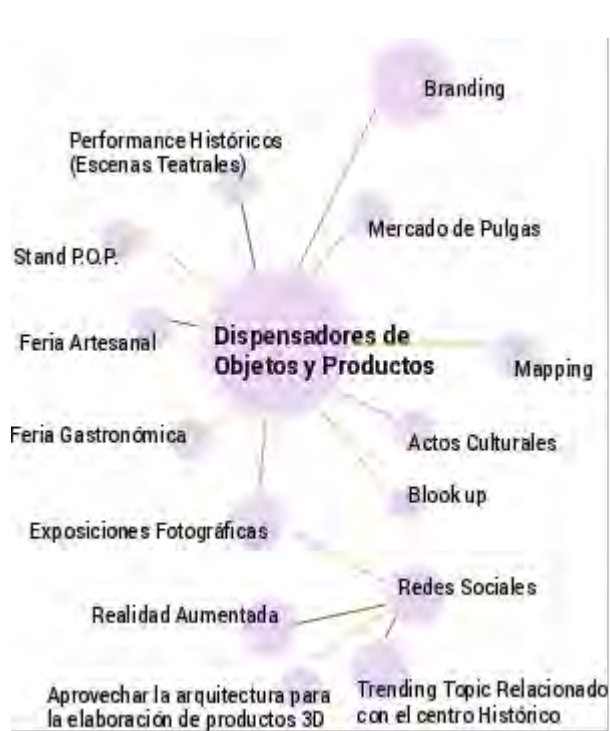 Branding
Performance Históricos
(Escenas Teatrales)
Mercado de Pulgas
Stand P.O.P.
Feria Artesanal
Dispensadores de
Objetos y Productos
Mapping
Feria Gastronómica
Actos Culturales
Blook up
Exposiciones Fotográficas
Redes Sociales
Realidad Aumentada
Aprovechar la arquitectura para
la elaboración de productos 3D
Trending Topic Relacionado
con el centro Histórico